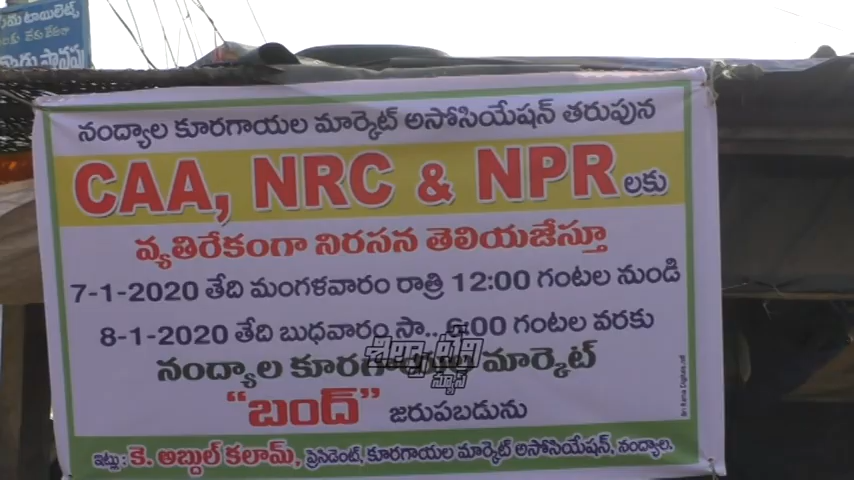 నంద్యాల కూరగాయల మార్కెట్ అసోసియేషన్ తరుపున
CAA, NRC & NPR లకు
వ్యతిరేకంగా నిరసన తెలియజేస్తూ
7-1-2020 తేది మంగళవారం రాత్రి 12:00 గంటల నుండి
8-1-2020 తేది బుధవారం సా.. 6:00 గంటల వరకు
నంద్యాల కూరగాయల మార్కెట్
"బంద్" జరుపబడును
ఇట్లు: కె. అబ్దుల్ కలామ్, ప్రెసిడెంట్, కూరగాయల మార్కెట్ అసోసియేషన్, నంద్యాల.
న్యూస్